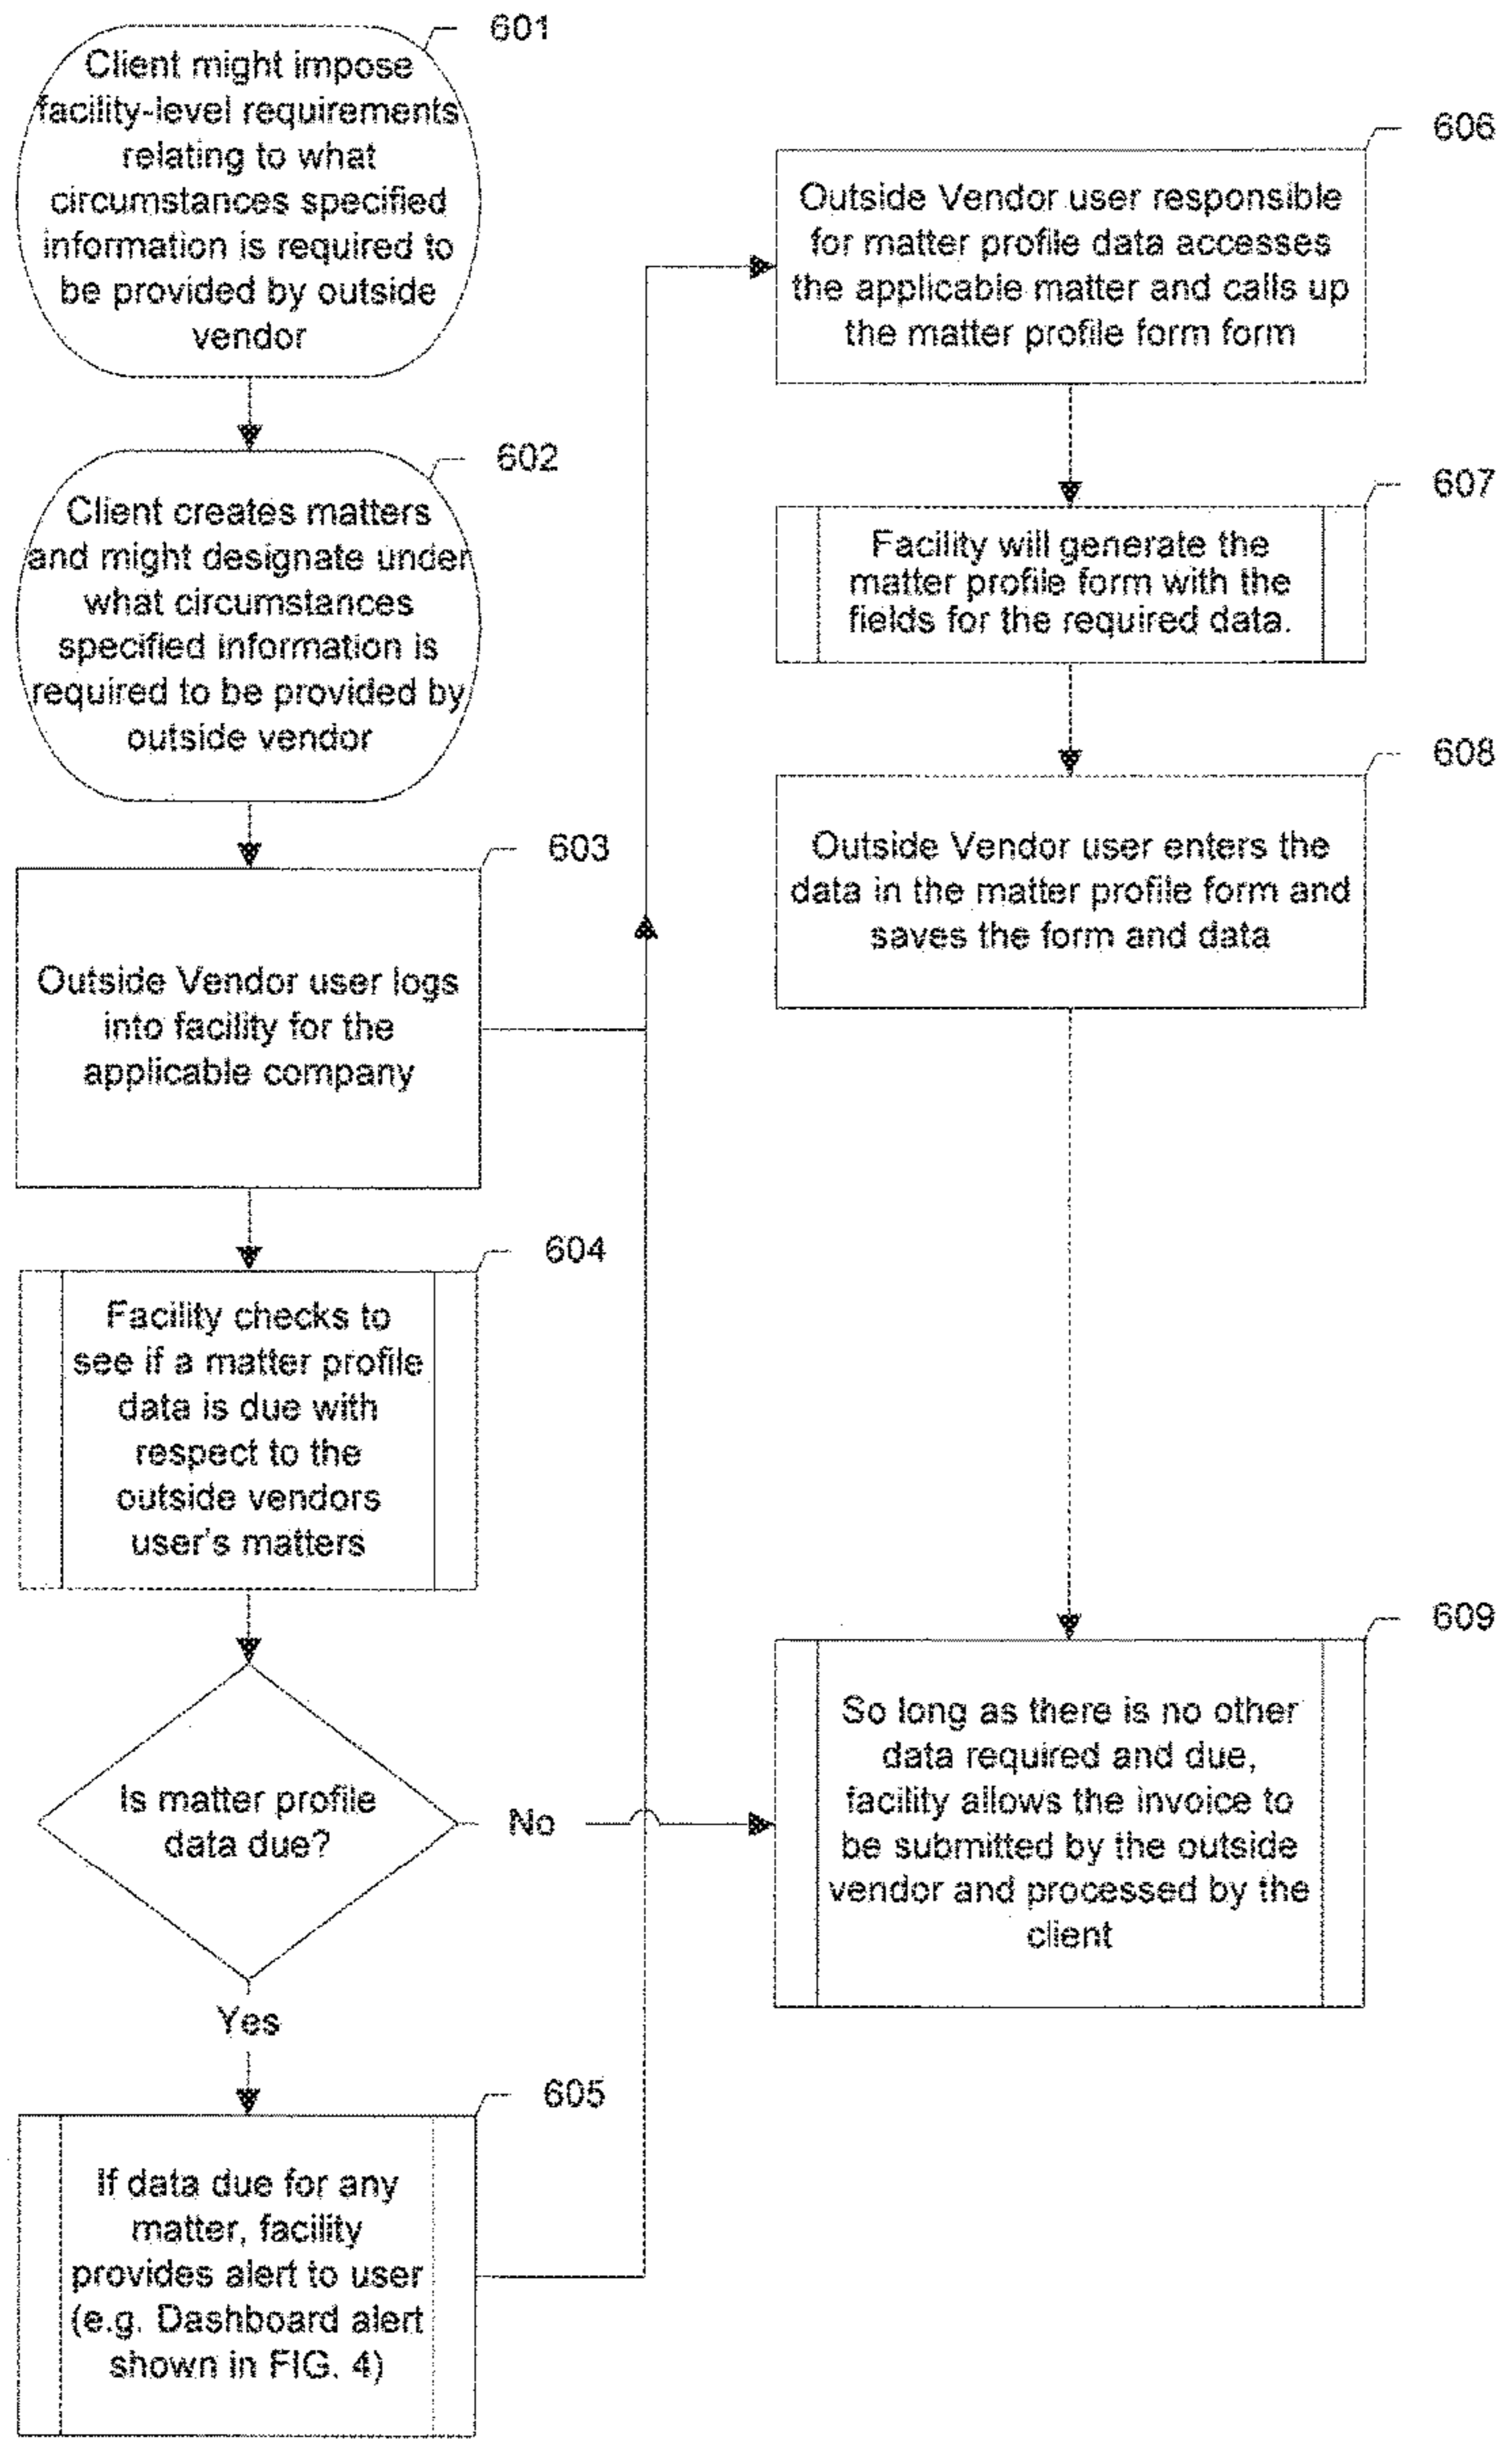 601
Client might impose
facility-level requirements
relating to what
circumstances specified
information is required to
be provided by outside
vendor
602
Client creates matters
and might designate under
what circumstances
specified information is
required to be provided by
outside vendor
603
Outside Vendor user logs
into facility for the
applicable company
604
Facility checks to
see if a matter profile
data is due with
respect to the
outside vendors
user's matters
Is matter profile
data due?
No
Yes
605
If data due for any
matter, facility
provides alert to user
(e.g. Dashboard alert
shown in FIG. 4)
606
Outside Vendor user responsible
for matter profile data accesses
the applicable matter and calls up
the matter profile form form
607
Facility will generate the
matter profile form with the
fields for the required data.
608
Outside Vendor user enters the
data in the matter profile form and
saves the form and data
609
So long as there is no other
data required and due,
facility allows the invoice to
be submitted by the outside
vendor and processed by the
client